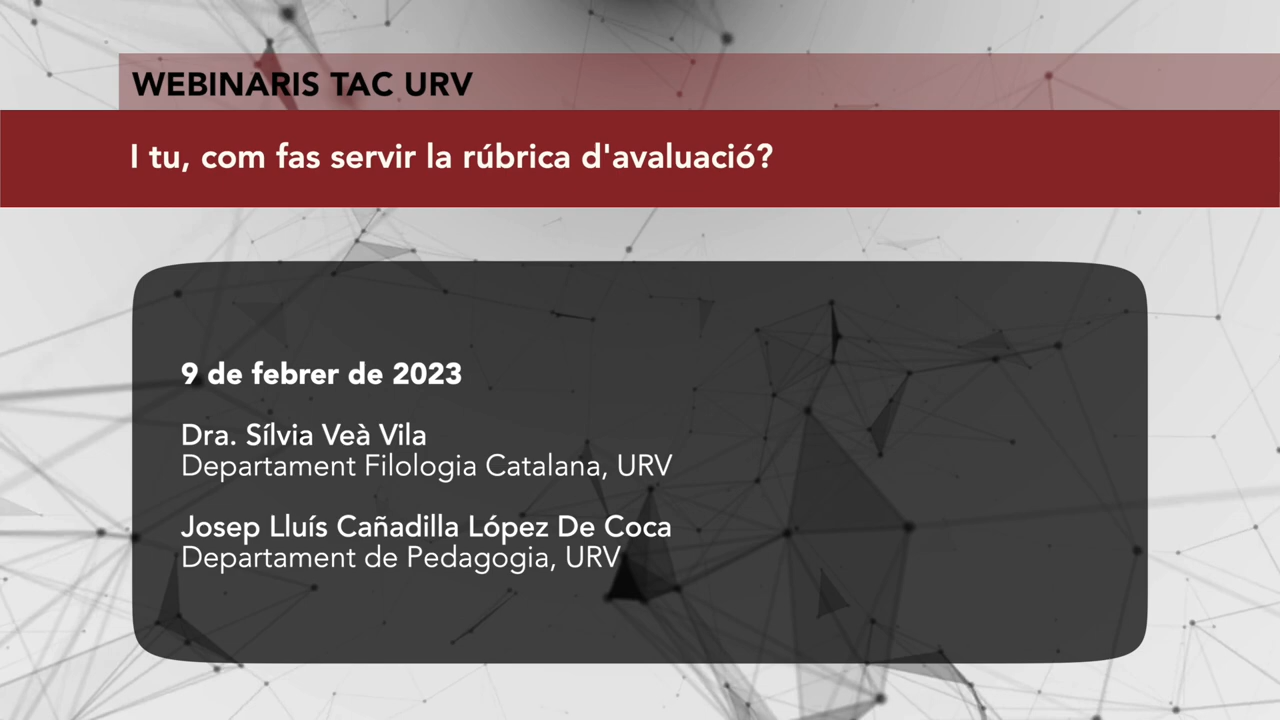 WEBINARIS TAC URV
I tu, com fas servir la rúbrica d'avaluació?
9 de febrer de 2023
Dra. Sílvia Veà Vila
Departament Filologia Catalana, URV
Josep Lluís Cañadilla López De Coca
Departament de Pedagogia, URV